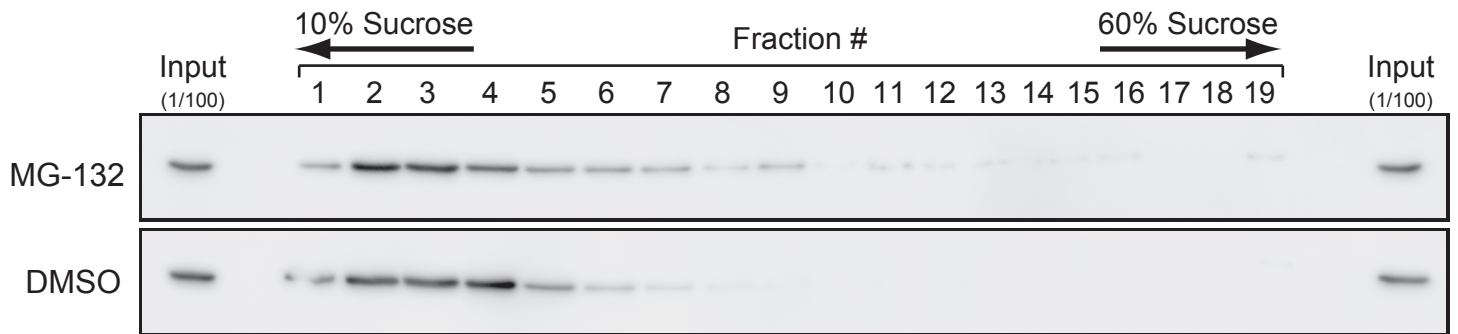 10% Sucrose
Fraction #
60% Sucrose
Input
(1/100)
1 2 3 4 5 6 7 8 9 10 11 12 13 14 15 16 17 18 19
Input
(1/100)
MG-132
DMSO